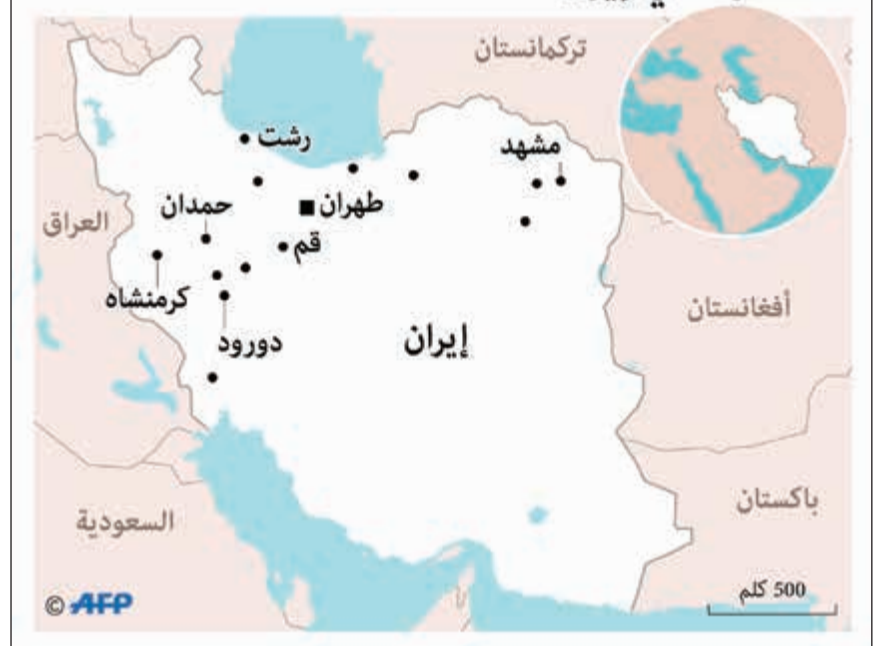 تركمانستان
رشت
مشهد
طهران
حمدان
العراق
قم
كرمنشاه
أفغانستان
إيران
دورود
باكستان
السعودية
500 كلم
© AFP